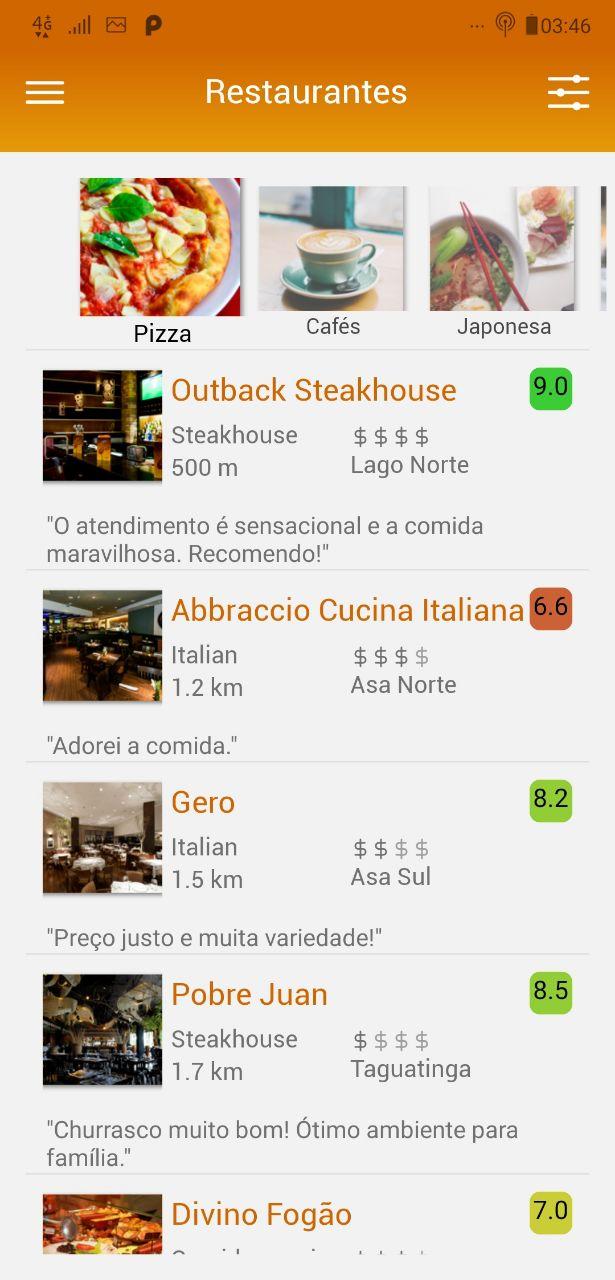 4G 03:46
Restaurantes
Pizza
Cafés
Japonesa
Outback Steakhouse 9.0
Steakhouse $ $ $ $
500 m Lago Norte
"O atendimento é sensacional e a comida
maravilhosa. Recomendo!"
Abbraccio Cucina Italiana 6.6
Italian $ $ $ $
1.2 km Asa Norte
"Adorei a comida."
Gero 8.2
Italian $ $ $ $
1.5 km Asa Sul
"Preço justo e muita variedade!"
Pobre Juan 8.5
Steakhouse $ $ $ $
1.7 km Taguatinga
"Churrasco muito bom! Ótimo ambiente para
família."
Divino Fogão 7.0